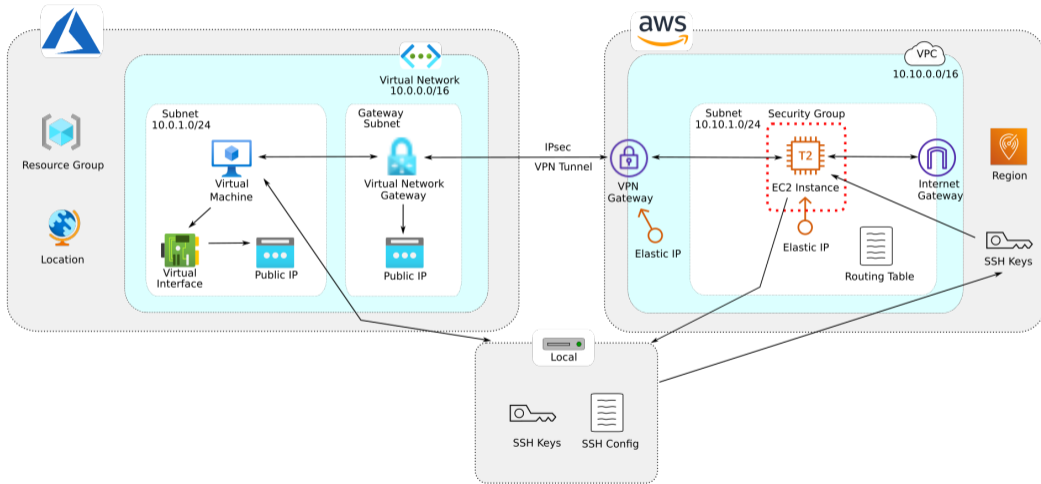 aws
VPC
10.10.0.0/16
Virtual Network
10.0.0.0/16
Subnet
10.0.1.0/24
Gateway
Subnet
Subnet
10.10.1.0/24
Security Group
Resource Group
Virtual
Machine
Virtual Network
Gateway
IPsec
VPN Tunnel
VPN
Gateway
T2
EC2 Instance
Internet
Gateway
Region
Location
Virtual
Interface
Public IP
Public IP
Elastic IP
Elastic IP
Routing Table
SSH Keys
Local
SSH Keys
SSH Config